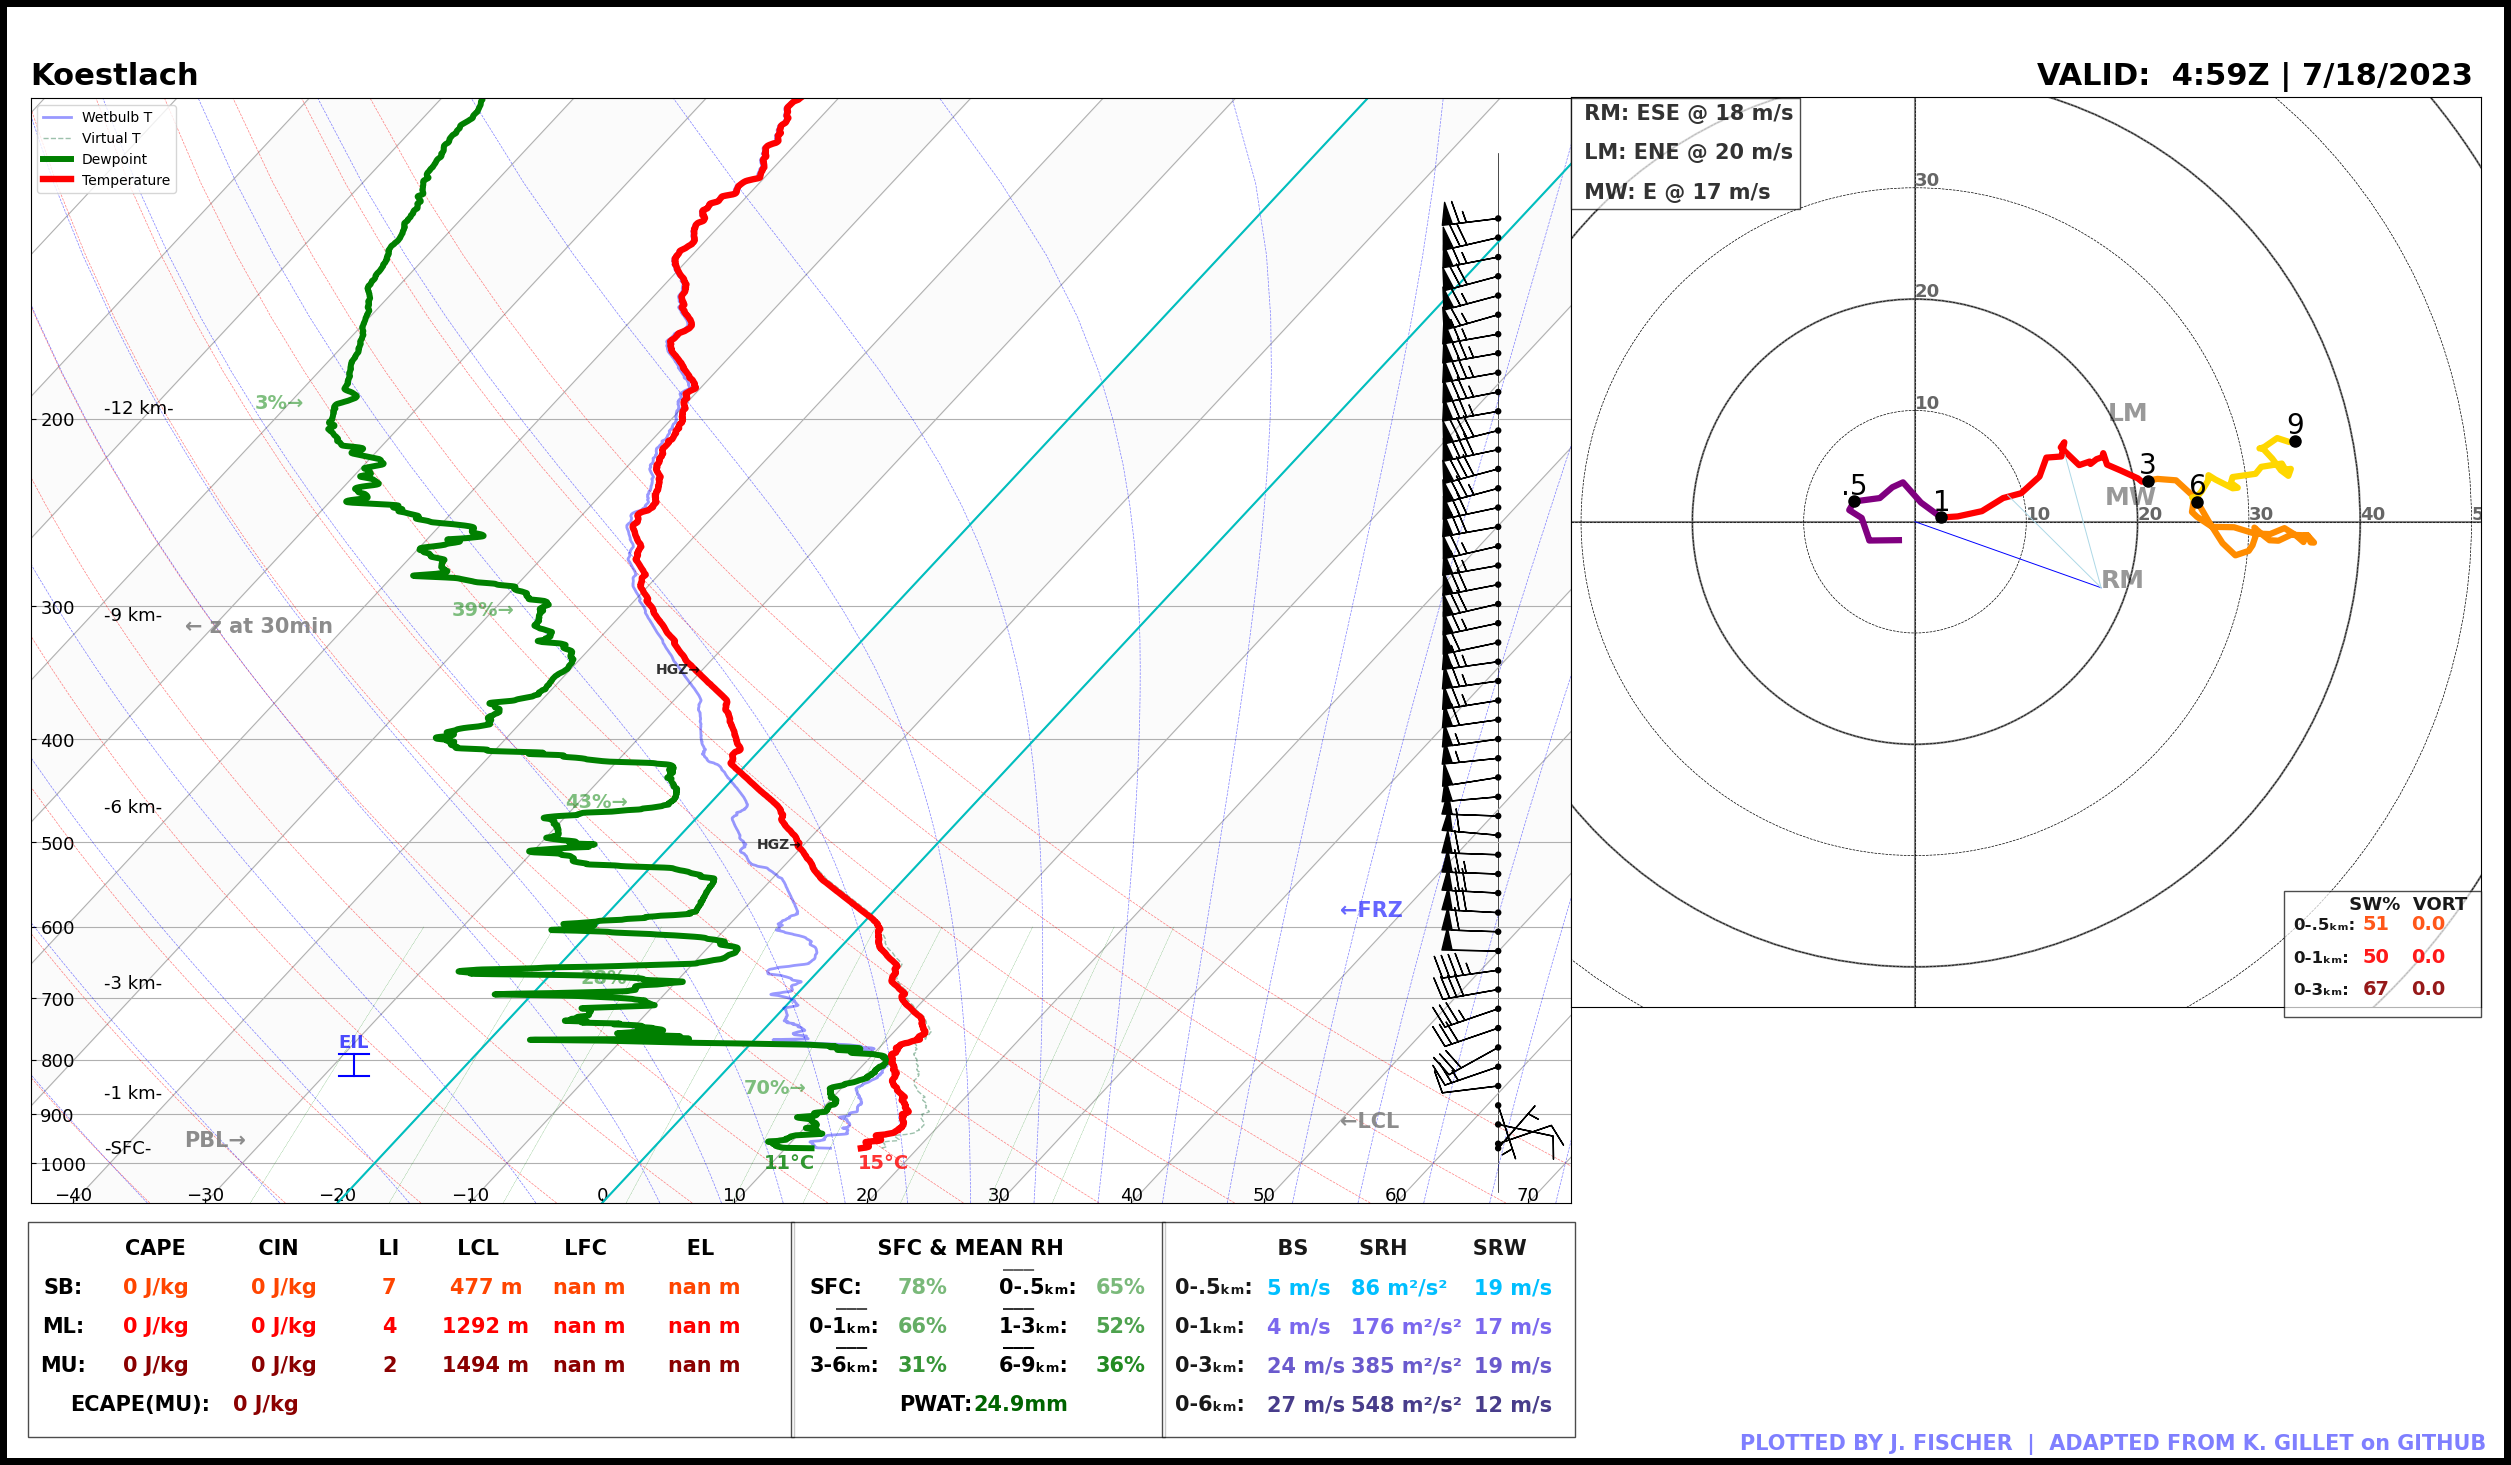 Koestlach
VALID:  4:59Z | 7/18/2023
Wetbulb T
Virtual T
Dewpoint
Temperature
200
300
400
500
600
700
800
900
1000
-12 km-
-9 km-
-6 km-
-3 km-
-1 km-
-SFC-
3%→
39%→
← z at 30min
HGZ→
43%→
HGZ→
←FRZ
28%→
EIL
70%→
PBL→
←LCL
11°C
15°C
−40 −30 −20 −10 0 10 20 30 40 50 60 70
RM: ESE @ 18 m/s
LM: ENE @ 20 m/s
MW: E @ 17 m/s
30
20
10
LM
9
3
.5
6
1
MW
10 20 30 40 5
RM
SW% VORT
0-.5ₖₘ: 51 0.0
0-1ₖₘ: 50 0.0
0-3ₖₘ: 67 0.0
CAPE CIN LI LCL LFC EL
SB: 0 J/kg 0 J/kg 7 477 m nan m nan m
ML: 0 J/kg 0 J/kg 4 1292 m nan m nan m
MU: 0 J/kg 0 J/kg 2 1494 m nan m nan m
ECAPE(MU): 0 J/kg
SFC & MEAN RH
SFC: 78% 0-.5ₖₘ: 65%
0-1ₖₘ: 66% 1-3ₖₘ: 52%
3-6ₖₘ: 31% 6-9ₖₘ: 36%
PWAT: 24.9mm
BS SRH SRW
0-.5ₖₘ: 5 m/s 86 m²/s² 19 m/s
0-1ₖₘ: 4 m/s 176 m²/s² 17 m/s
0-3ₖₘ: 24 m/s 385 m²/s² 19 m/s
0-6ₖₘ: 27 m/s 548 m²/s² 12 m/s
PLOTTED BY J. FISCHER | ADAPTED FROM K. GILLET on GITHUB